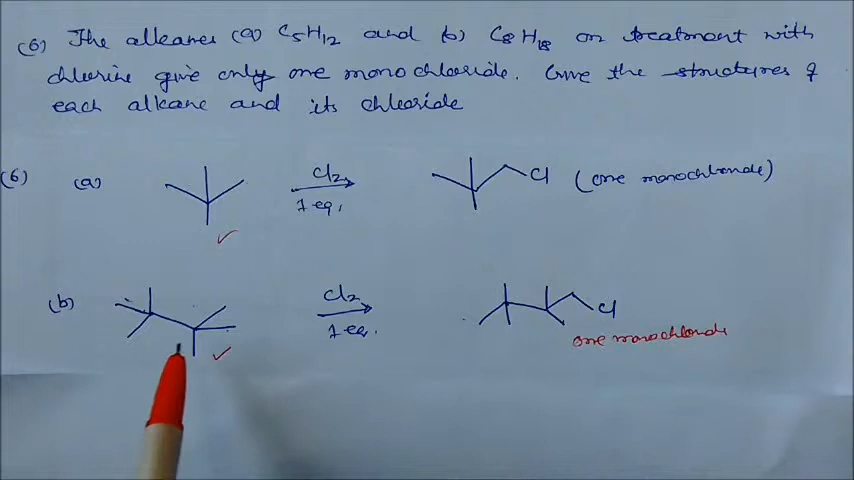 (6) The alkanes (a) C5H12 and (b) C8H18 on treatment with
chlorine give only one monochloride. Give the structures of
each alkane and its chloride
(6) (a) Cl2 1 eq. Cl (one monochloride)
(b) Cl2 1 eq. Cl
one monochloride